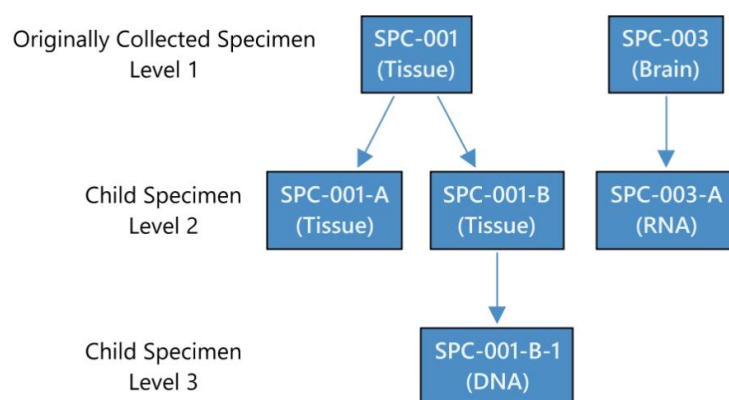 Originally Collected Specimen
Level 1
SPC-001
(Tissue)
SPC-003
(Brain)
Child Specimen
Level 2
SPC-001-A
(Tissue)
SPC-001-B
(Tissue)
SPC-003-A
(RNA)
Child Specimen
Level 3
SPC-001-B-1
(DNA)